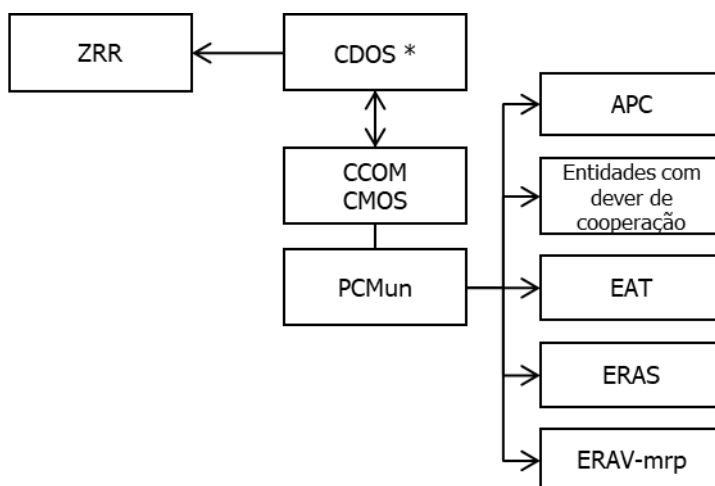 ZRR
CDOS *
APC
CCOM
CMOS
Entidades com
dever de
cooperação
PCMun
EAT
ERAS
ERAV-mrp